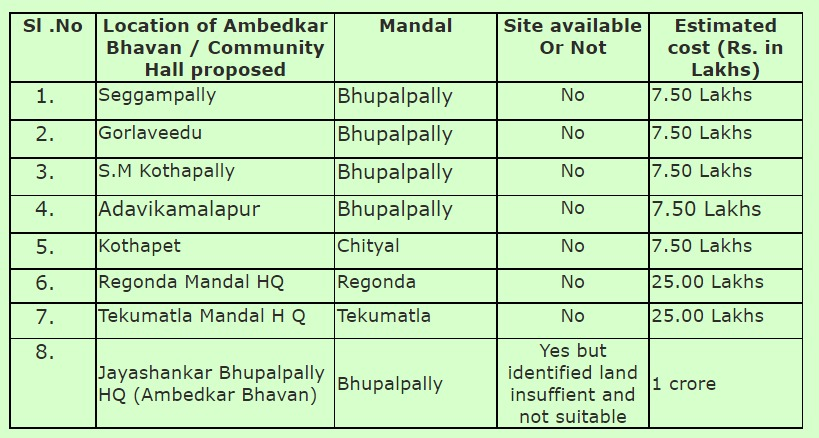 Sl .No
Location of Ambedkar
Bhavan / Community
Hall proposed
Mandal
Site available
Or Not
Estimated
cost (Rs. in
Lakhs)
1. Seggampally Bhupalpally No 7.50 Lakhs
2. Gorlaveedu Bhupalpally No 7.50 Lakhs
3. S.M Kothapally Bhupalpally No 7.50 Lakhs
4. Adavikamalapur Bhupalpally No 7.50 Lakhs
5. Kothapet Chityal No 7.50 Lakhs
6. Regonda Mandal HQ Regonda No 25.00 Lakhs
7. Tekumatla Mandal H Q Tekumatla No 25.00 Lakhs
8.
Jayashankar Bhupalpally
HQ (Ambedkar Bhavan)
Bhupalpally
Yes but
identified land
insuffient and
not suitable
1 crore